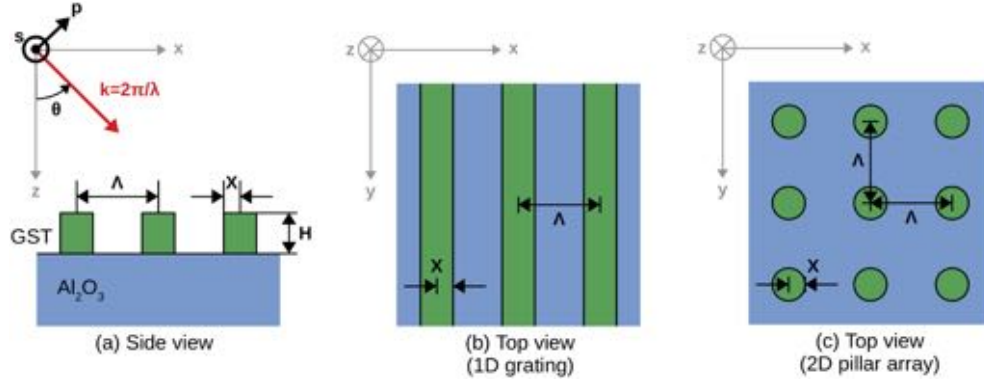 p
s
x
k=2π/λ
θ
z
Λ
X
GST
H
Al₂O₃
(a) Side view
z
x
y
Λ
X
(b) Top view
(1D grating)
z
x
y
Λ
Λ
X
(c) Top view
(2D pillar array)